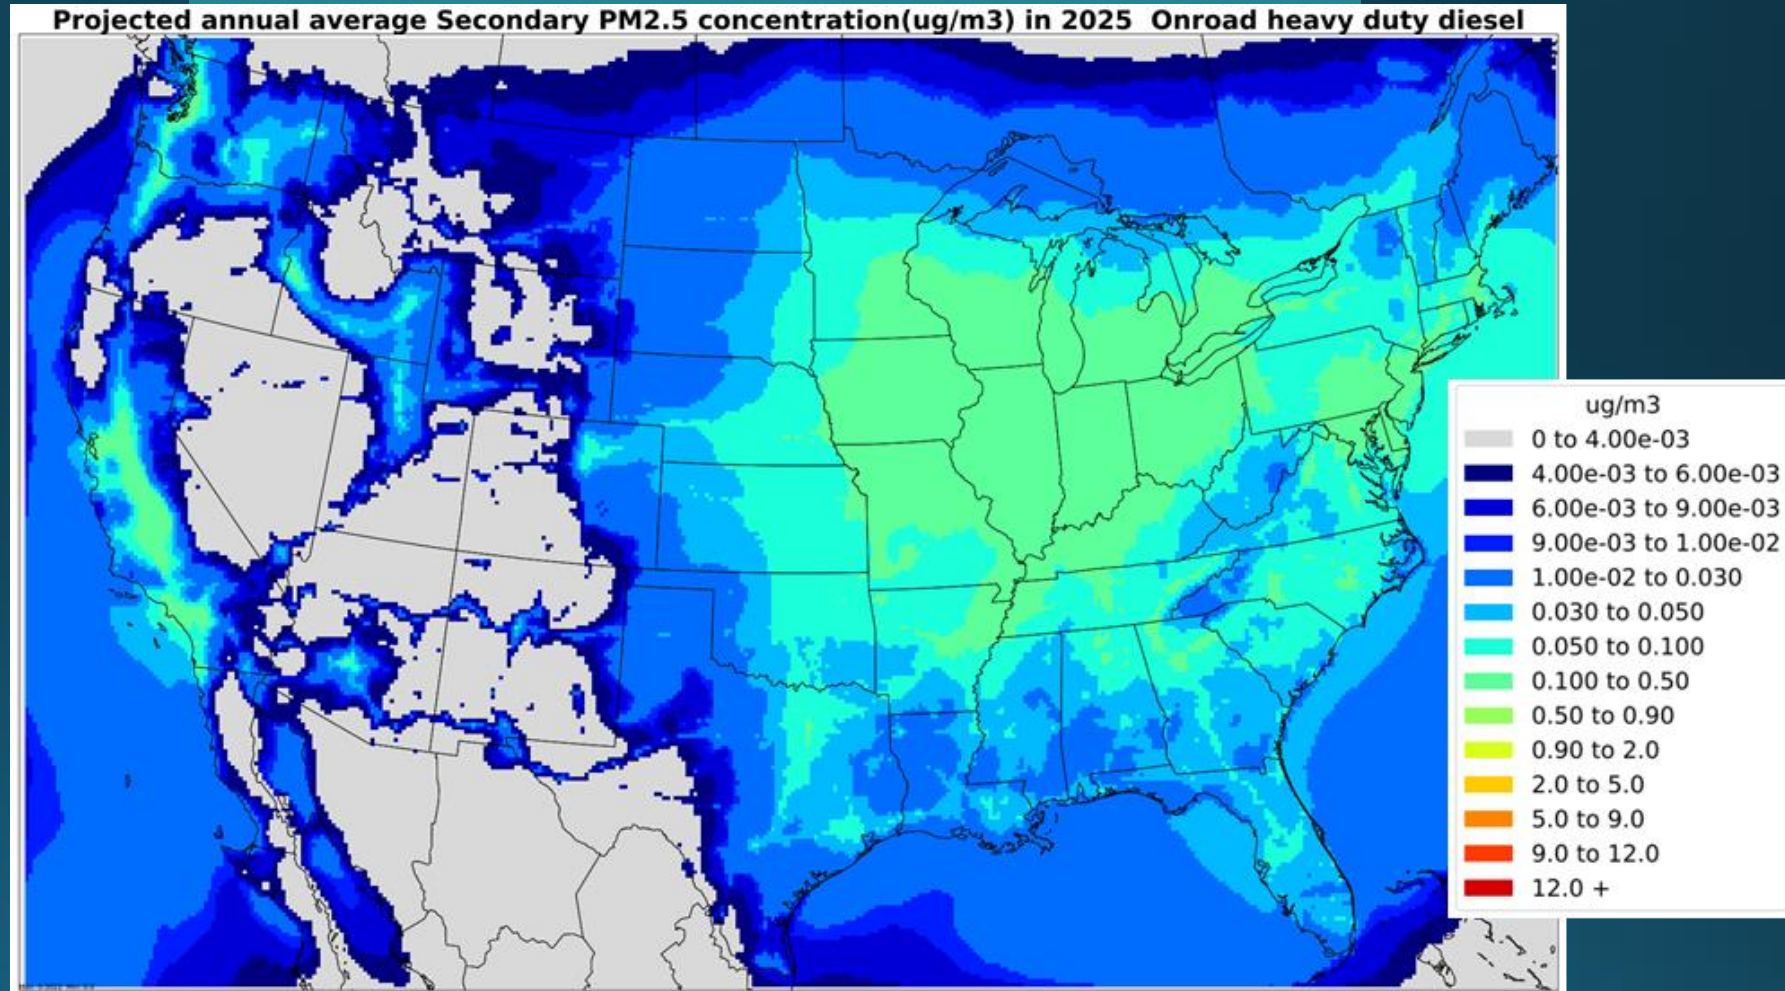 Projected annual average Secondary PM2.5 concentration(ug/m3) in 2025  Onroad heavy duty diesel
ug/m3
0 to 4.00e-03
4.00e-03 to 6.00e-03
6.00e-03 to 9.00e-03
9.00e-03 to 1.00e-02
1.00e-02 to 0.030
0.030 to 0.050
0.050 to 0.100
0.100 to 0.50
0.50 to 0.90
0.90 to 2.0
2.0 to 5.0
5.0 to 9.0
9.0 to 12.0
12.0 +